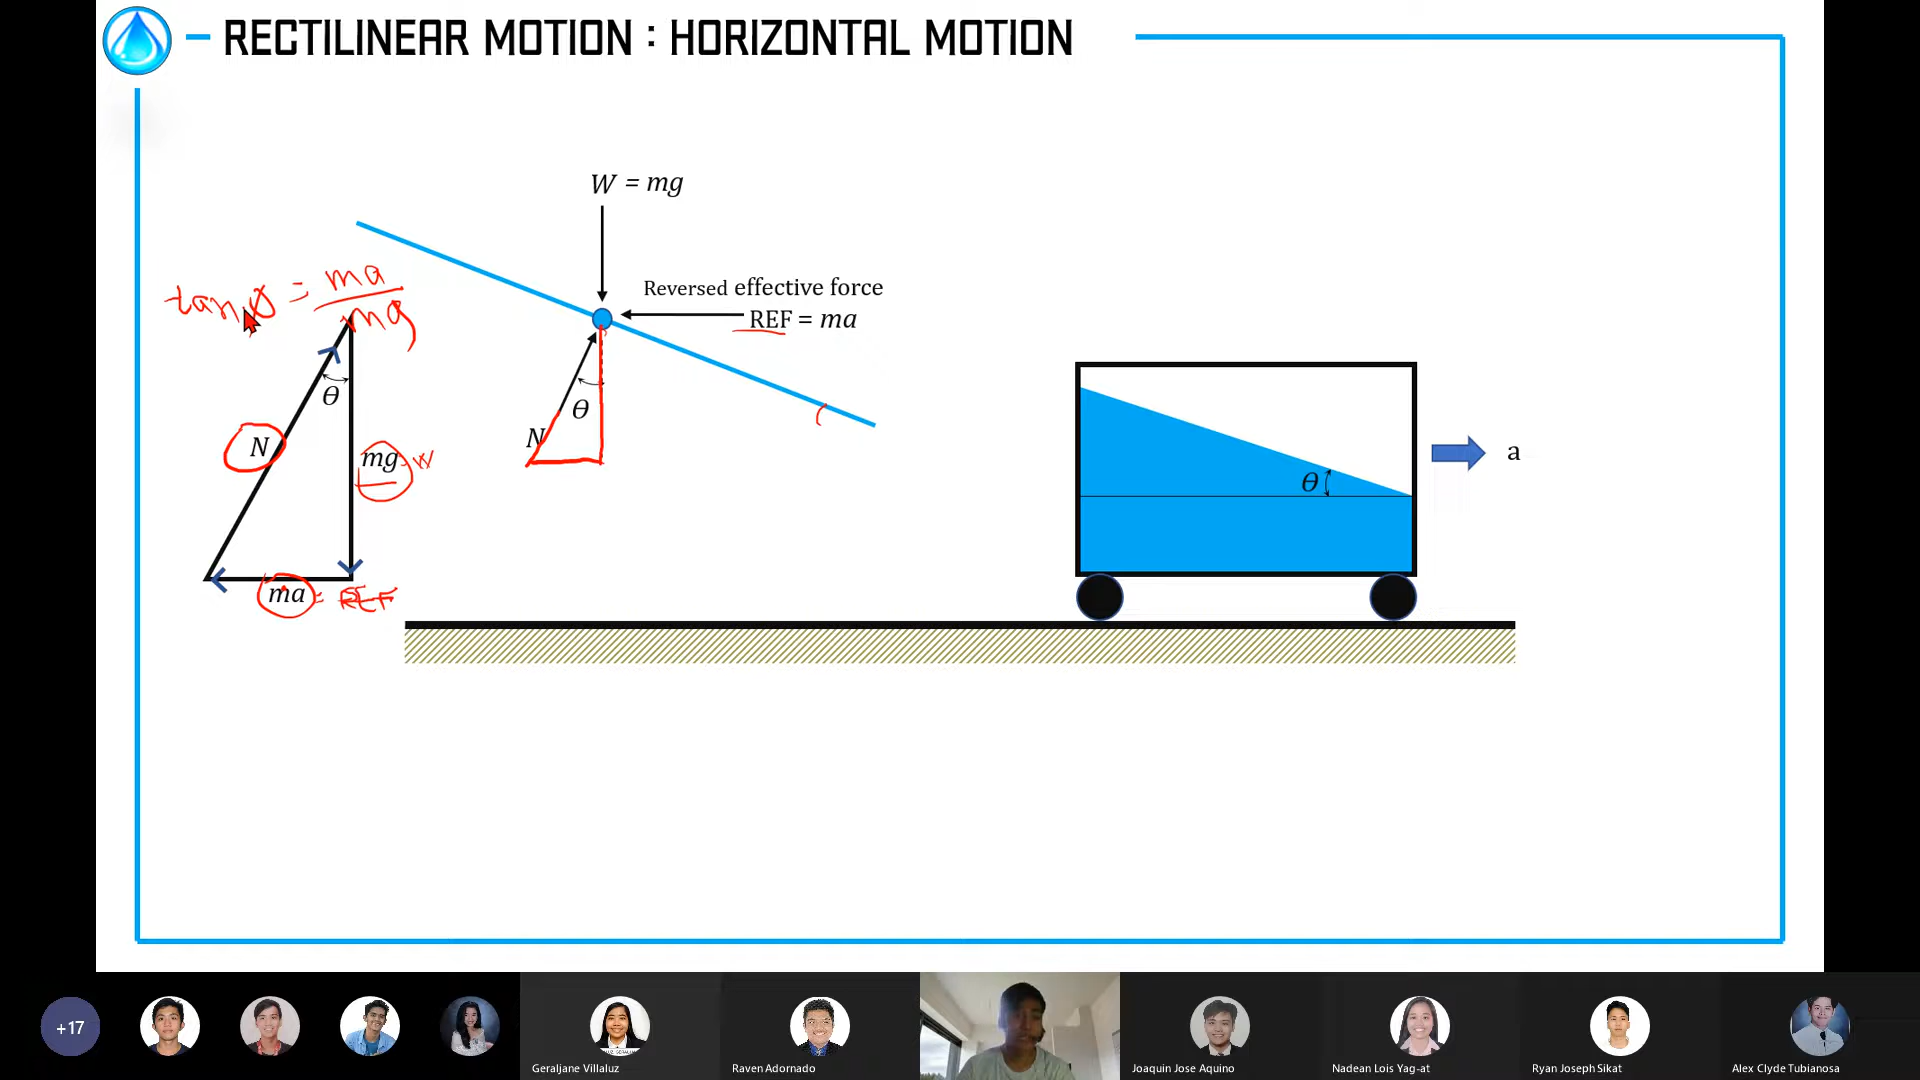 RECTILINEAR MOTION : HORIZONTAL MOTION
W = mg
Reversed effective force
REF = ma
tan θ = ma / mg
θ
θ
N
N
mg = W
ma = REF
θ
a
+17
Geraljane Villaluz
Raven Adornado
Joaquin Jose Aquino
Nadean Lois Yag-at
Ryan Joseph Sikat
Alex Clyde Tubianosa